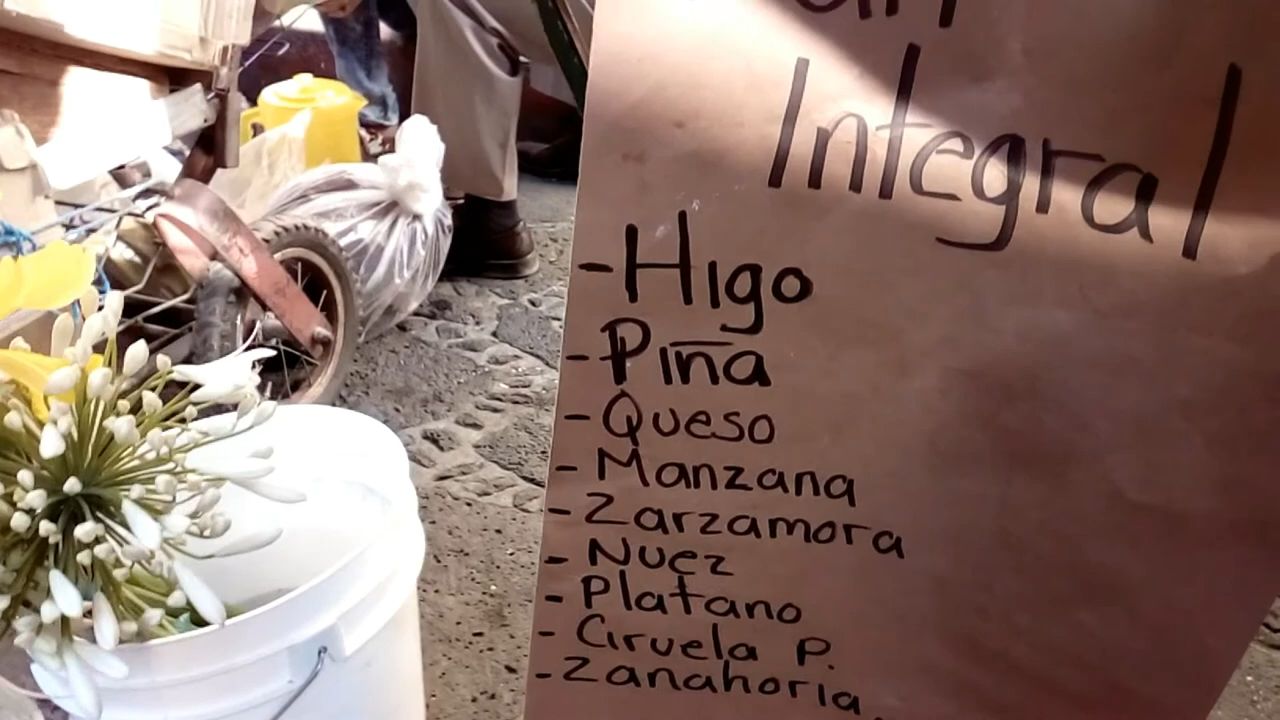 Integral
-Higo
-Piña
-Queso
-Manzana
-Zarzamora
-Nuez
-Platano
-Ciruela P.
-Zanahoria.